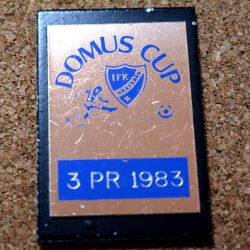 DOMUS CUP
IFK
VÄSTERÅS
3 PR 1983